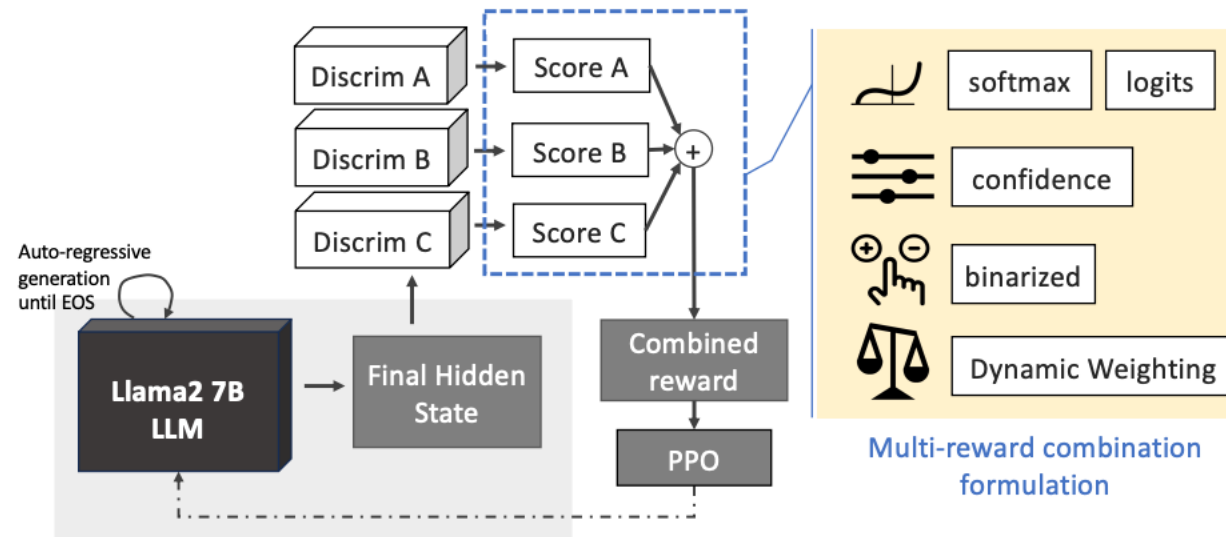 Discrim A
Score A
Discrim B
Score B
+
Discrim C
Score C
Auto-regressive
generation
until EOS
Llama2 7B
LLM
Final Hidden
State
Combined
reward
PPO
softmax
logits
confidence
+
−
binarized
Dynamic Weighting
Multi-reward combination
formulation